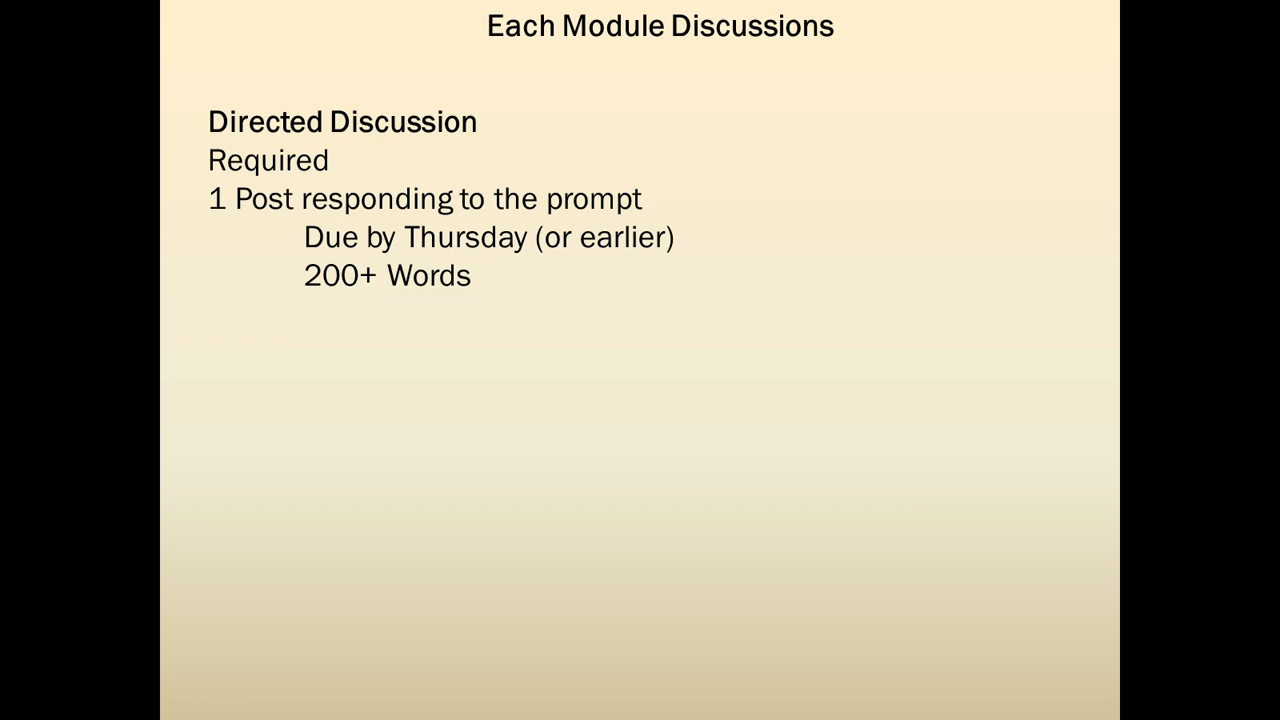 Each Module Discussions
Directed Discussion
Required
1 Post responding to the prompt
Due by Thursday (or earlier)
200+ Words